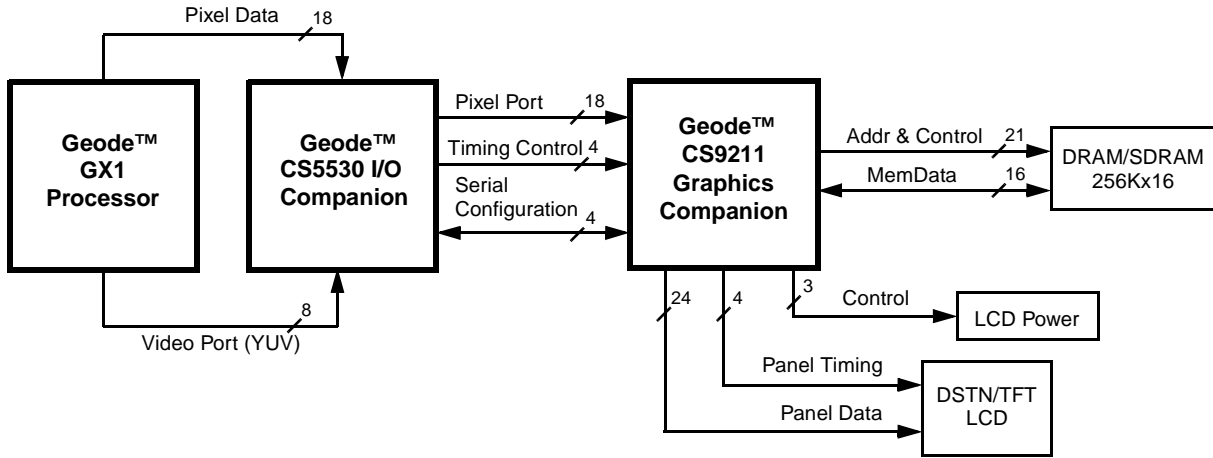 Pixel Data
18
Geode™
GX1
Processor
Geode™
CS5530 I/O
Companion
Pixel Port
18
Timing Control
4
Serial
Configuration
4
Geode™
CS9211
Graphics
Companion
Addr & Control
21
MemData
16
DRAM/SDRAM
256Kx16
8
Video Port (YUV)
24
4
3
Control
LCD Power
Panel Timing
Panel Data
DSTN/TFT
LCD